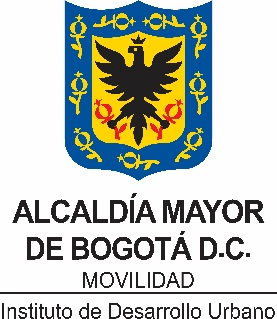 ALCALDÍA MAYOR
DE BOGOTÁ D.C.
MOVILIDAD
Instituto de Desarrollo Urbano